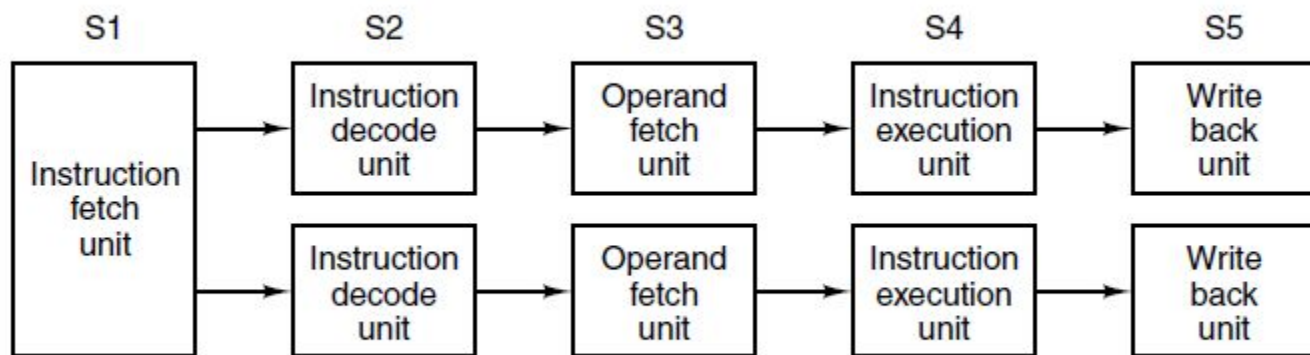 S1 S2 S3 S4 S5
Instruction
decode
unit
Operand
fetch
unit
Instruction
execution
unit
Write
back
unit
Instruction
fetch
unit
Instruction
decode
unit
Operand
fetch
unit
Instruction
execution
unit
Write
back
unit